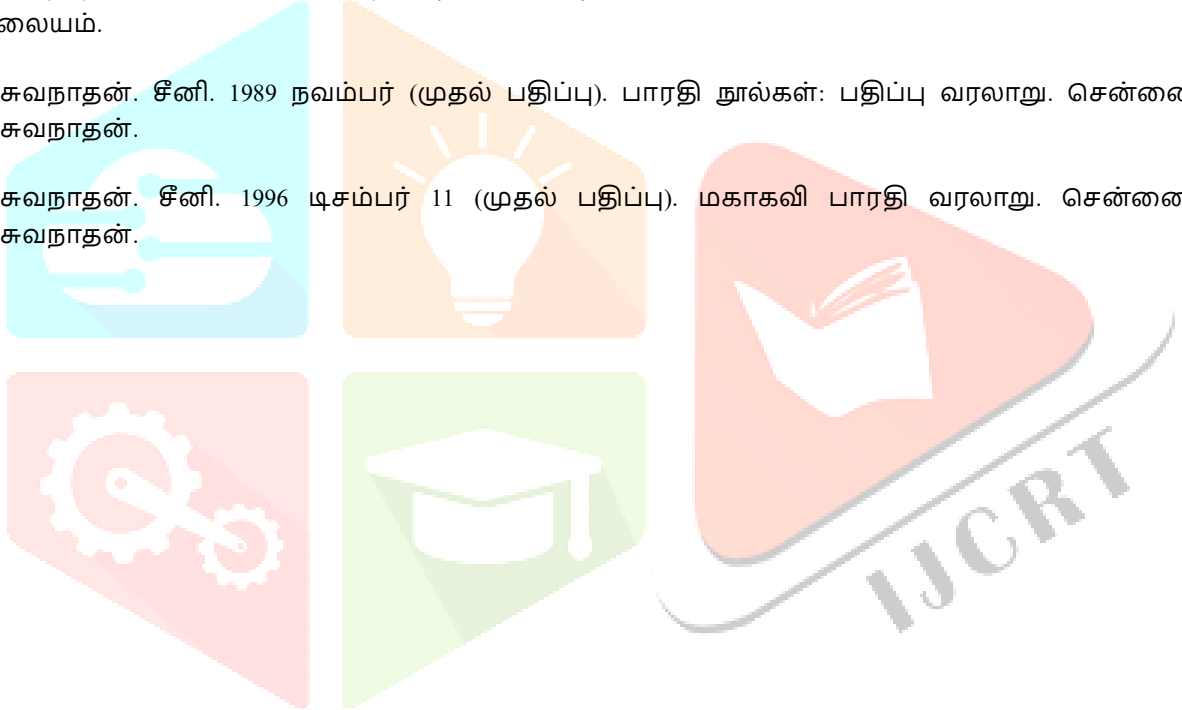 லையம்.
சுவநாதன். சீனி. 1989 நவம்பர் (முதல் பதிப்பு). பாரதி நூல்கள்: பதிப்பு வரலாறு. சென்னை
சுவநாதன்.
சுவநாதன். சீனி. 1996 டிசம்பர் 11 (முதல் பதிப்பு). மகாகவி பாரதி வரலாறு. சென்னை
சுவநாதன்.
IJCRT